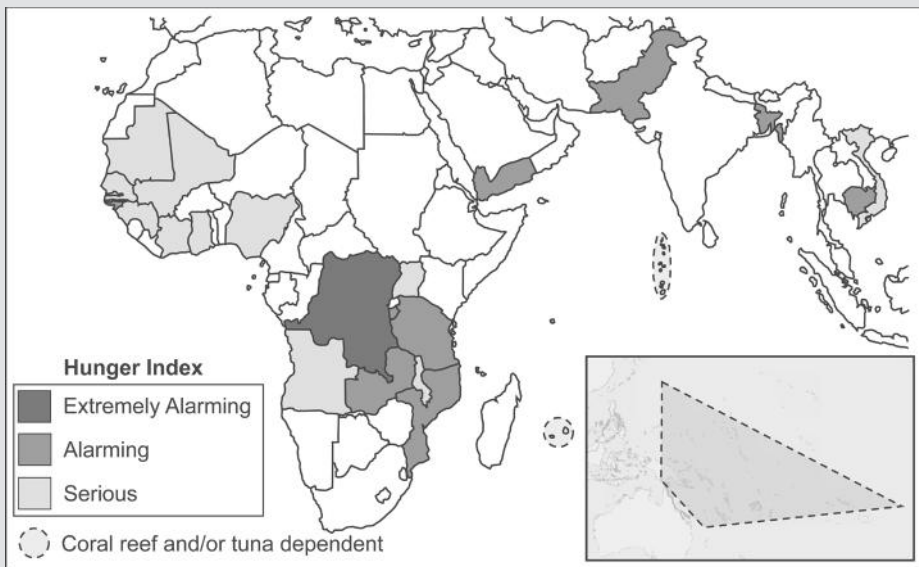 Hunger Index
Extremely Alarming
Alarming
Serious
Coral reef and/or tuna dependent